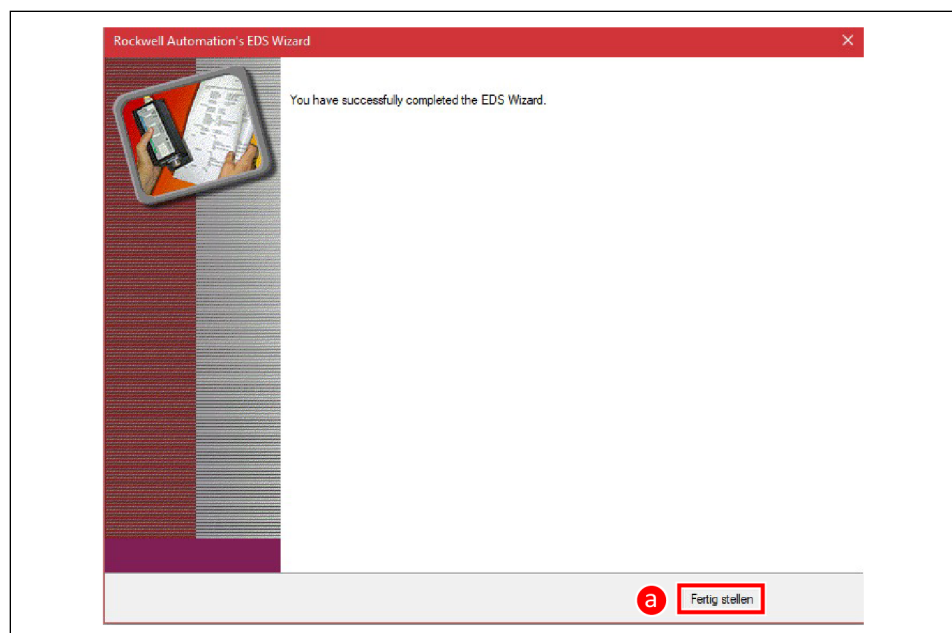 Rockwell Automation's EDS Wizard
You have successfully completed the EDS Wizard.
a Fertig stellen